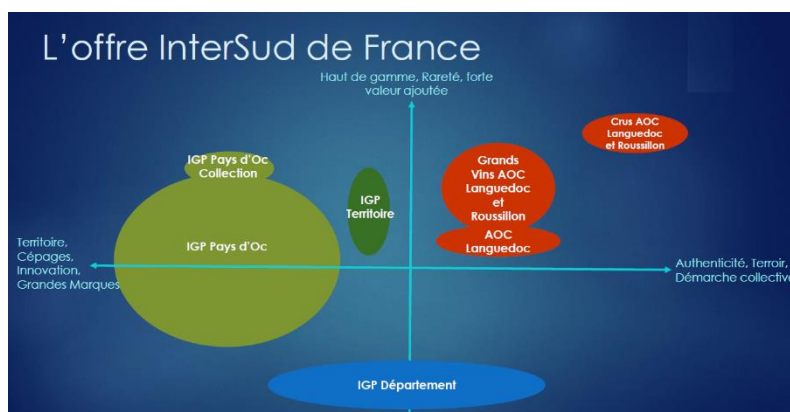 L'offre InterSud de France
Haut de gamme, Rareté, forte
valeur ajoutée
Crus AOC
Languedoc
et Roussillon
IGP Pays d'Oc
Collection
Grands
Vins AOC
Languedoc
et
Roussillon
IGP
Territoire
AOC
Languedoc
IGP Pays d'Oc
Territoire,
Cépages,
Innovation,
Grandes Marques
Authenticité, Terroir,
Démarche collective
IGP Département